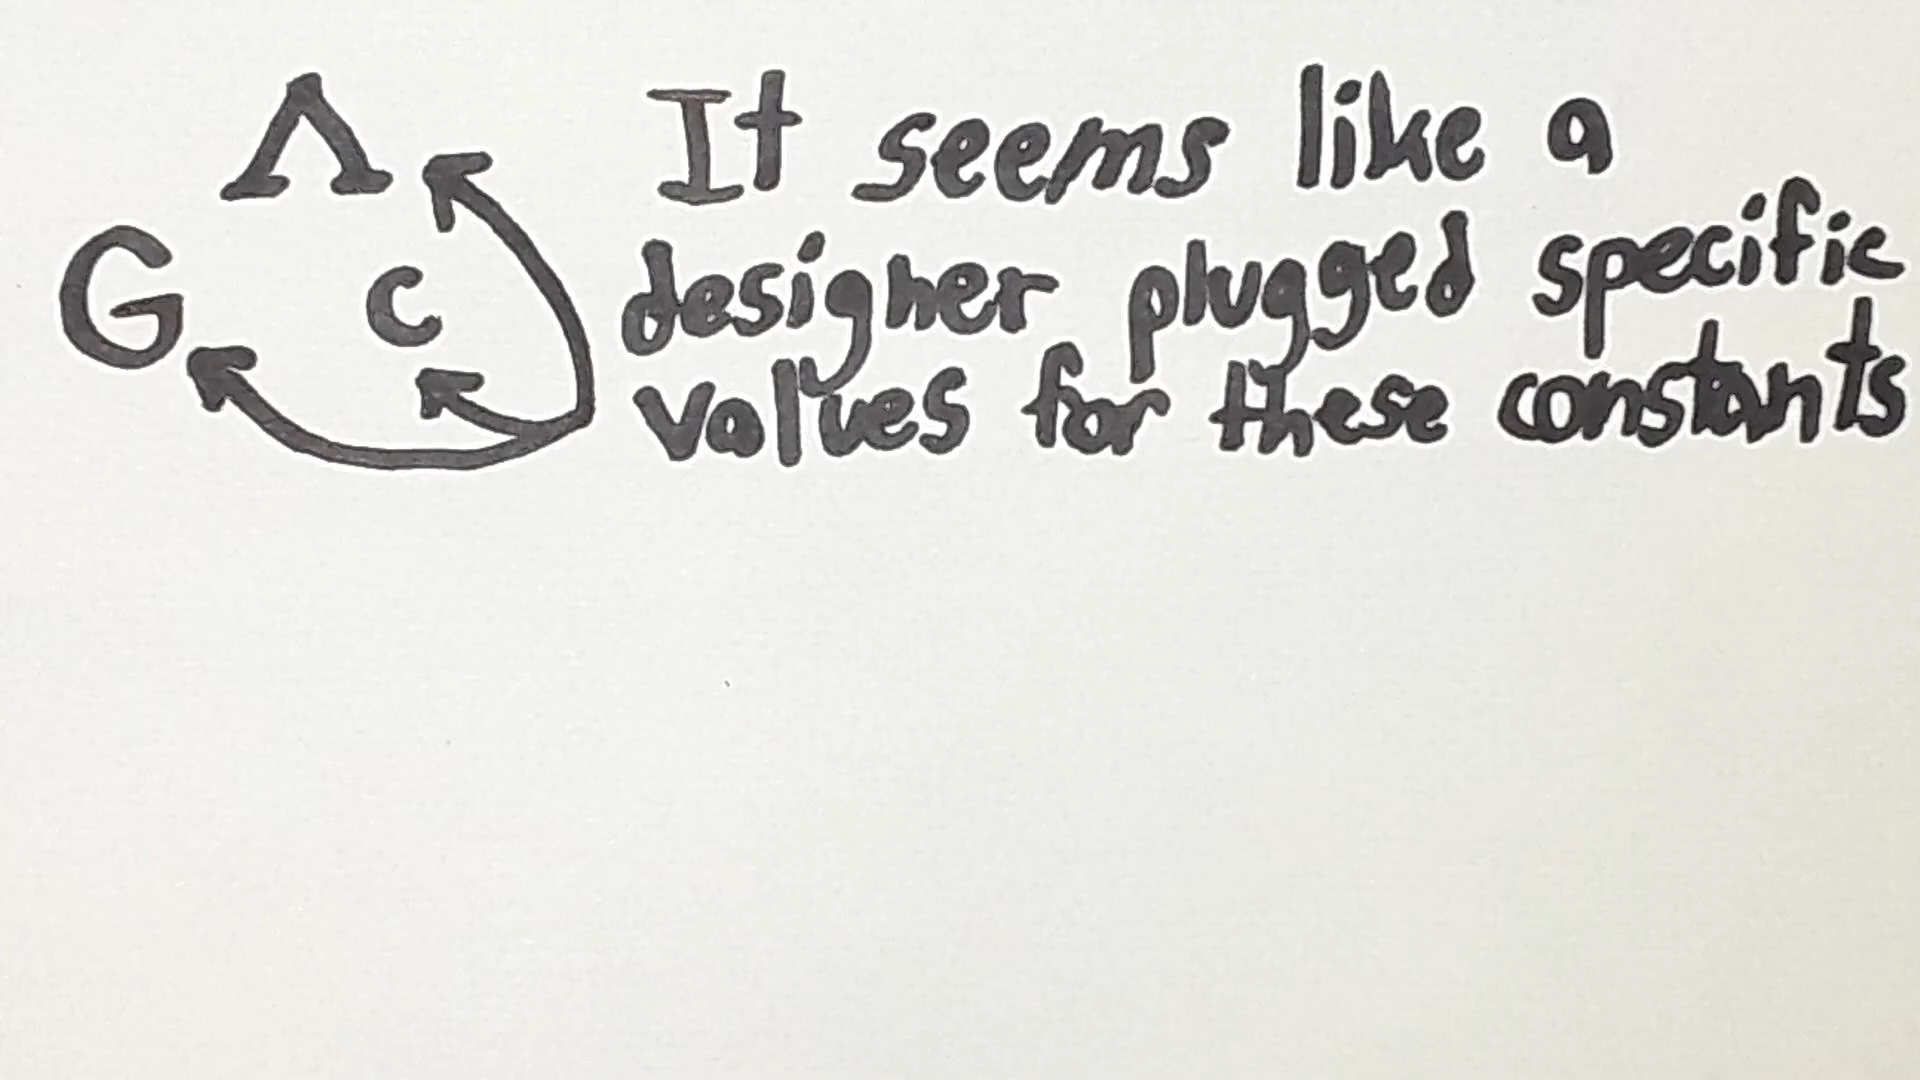 Λ
G
c
It seems like a
designer plugged specific
values for these constants